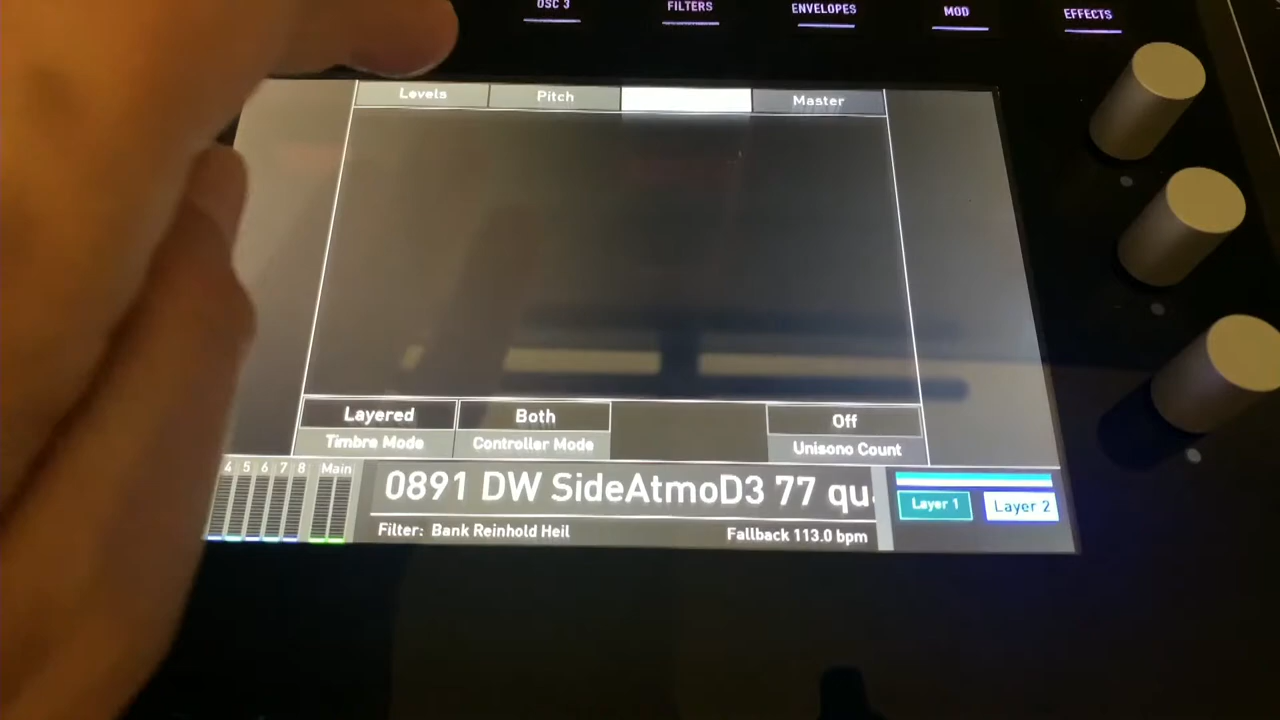 OSC 3 FILTERS ENVELOPES MOD EFFECTS
Levels Pitch Master
Layered Both Off
Timbre Mode Controller Mode Unisono Count
4 5 6 7 8 Main
0891 DW SideAtmoD3 77 qu
Layer 1 Layer 2
Filter: Bank Reinhold Heil Fallback 113.0 bpm